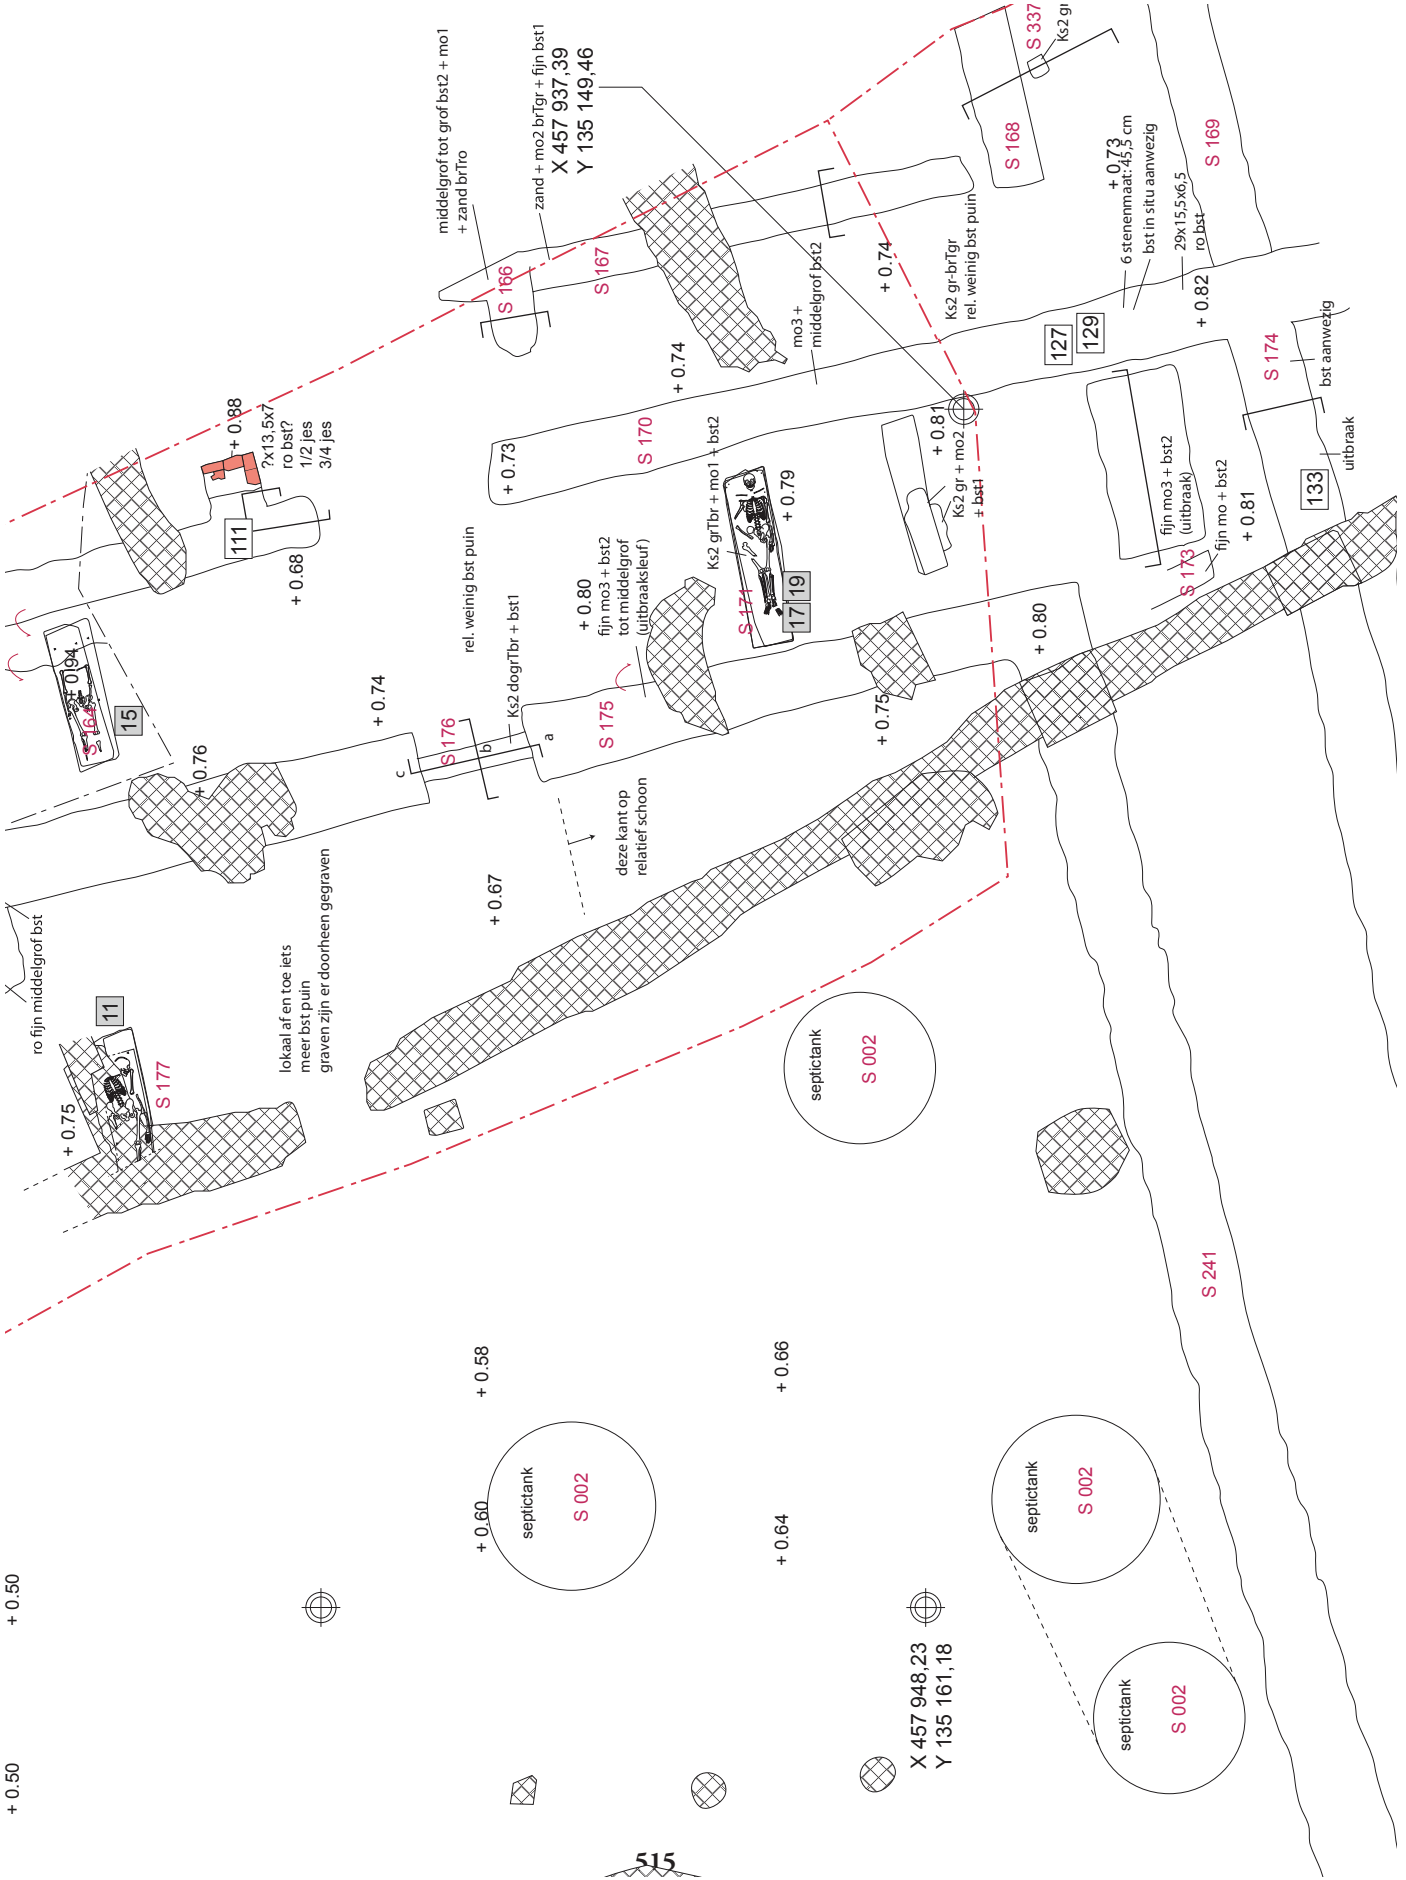 middelgrof tot grof bst2 + mo1
+ zand brTro
zand + mo2 brTgr + fijn bst1
X 457 937,39
Y 135 149,46
S 337
S 168
S 169
+ 0.73
6 stenenmaat: 45,5 cm
bst in situ aanwezig
29x15,5x6,5
ro bst
+ 0.82
S 166
S 167
+ 0.74
Ks2 gr-brTgr
rel. weinig bst puin
mo3 +
middelgrof bst2
+ 0.74
127
129
S 174
bst aanwezig
uitbraak
133
+ 0.88
?x13,5x7
ro bst?
1/2 jes
3/4 jes
111
+ 0.68
+ 0.73
S 170
+ 0.81
Ks2 gr + mo2
+ bst1
Ks2 grTbr + mo1 + bst2
+ 0.79
S 171
17
19
fijn mo3 + bst2
(uitbraak)
S 173
fijn mo + bst2
+ 0.81
+ 0.80
rel. weinig bst puin
+ 0.80
fijn mo3 + bst2
tot middelgrof
(uitbraaksleuf)
+ 0.94
S 164
15
+ 0.76
+ 0.74
S 176
Ks2 dogrTbr + bst1
a
b
c
S 175
+ 0.75
deze kant op
relatief schoon
+ 0.67
ro fijn middelgrof bst
lokaal af en toe iets
meer bst puin
graven zijn er doorheen gegraven
11
S 177
+ 0.75
septictank
S 002
S 241
+ 0.58
+ 0.66
+ 0.60
septictank
S 002
+ 0.64
septictank
S 002
+ 0.50
X 457 948,23
Y 135 161,18
septictank
S 002
+ 0.50
515